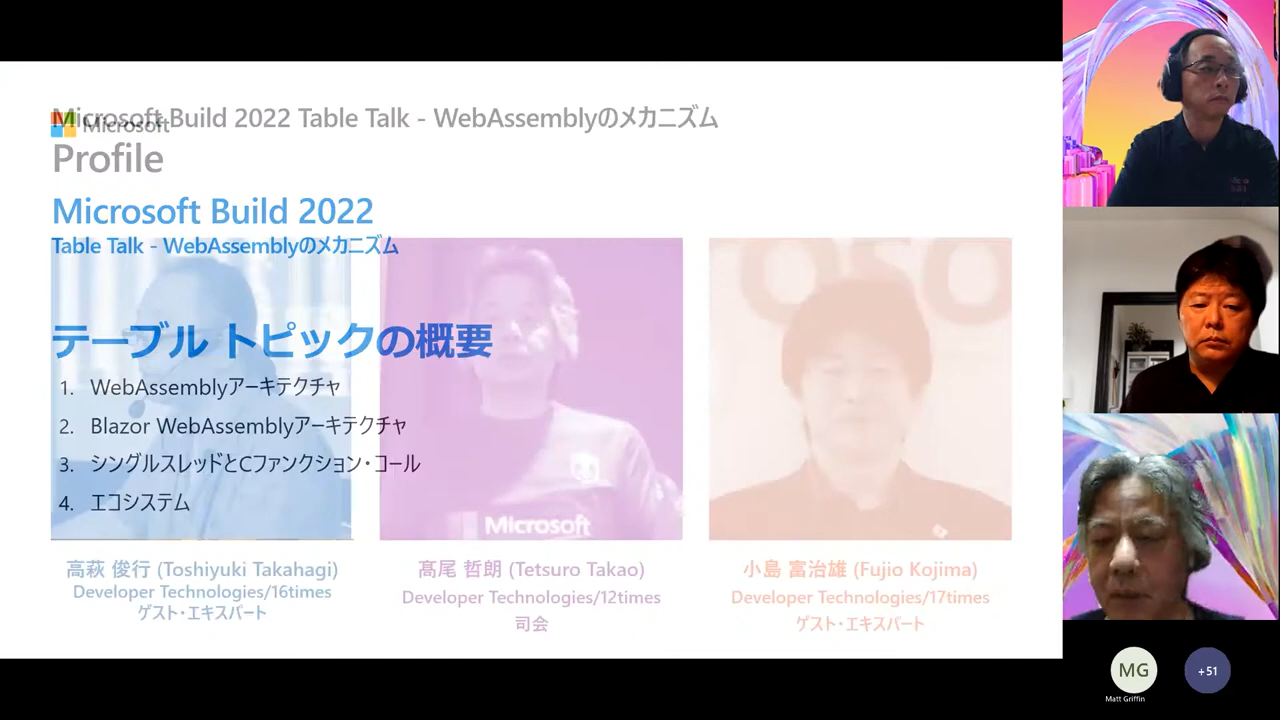 Microsoft Build 2022 Table Talk - WebAssemblyのメカニズム
Microsoft
Profile
Microsoft Build 2022
Table Talk - WebAssemblyのメカニズム
テーブル トピックの概要
1. WebAssemblyアーキテクチャ
2. Blazor WebAssemblyアーキテクチャ
3. シングルスレッドとCファンクション・コール
4. エコシステム
Microsoft
高萩 俊行 (Toshiyuki Takahagi)
Developer Technologies/16times
ゲスト・エキスパート
髙尾 哲朗 (Tetsuro Takao)
Developer Technologies/12times
司会
小島 富治雄 (Fujio Kojima)
Developer Technologies/17times
ゲスト・エキスパート
MG
Matt Griffin
+51